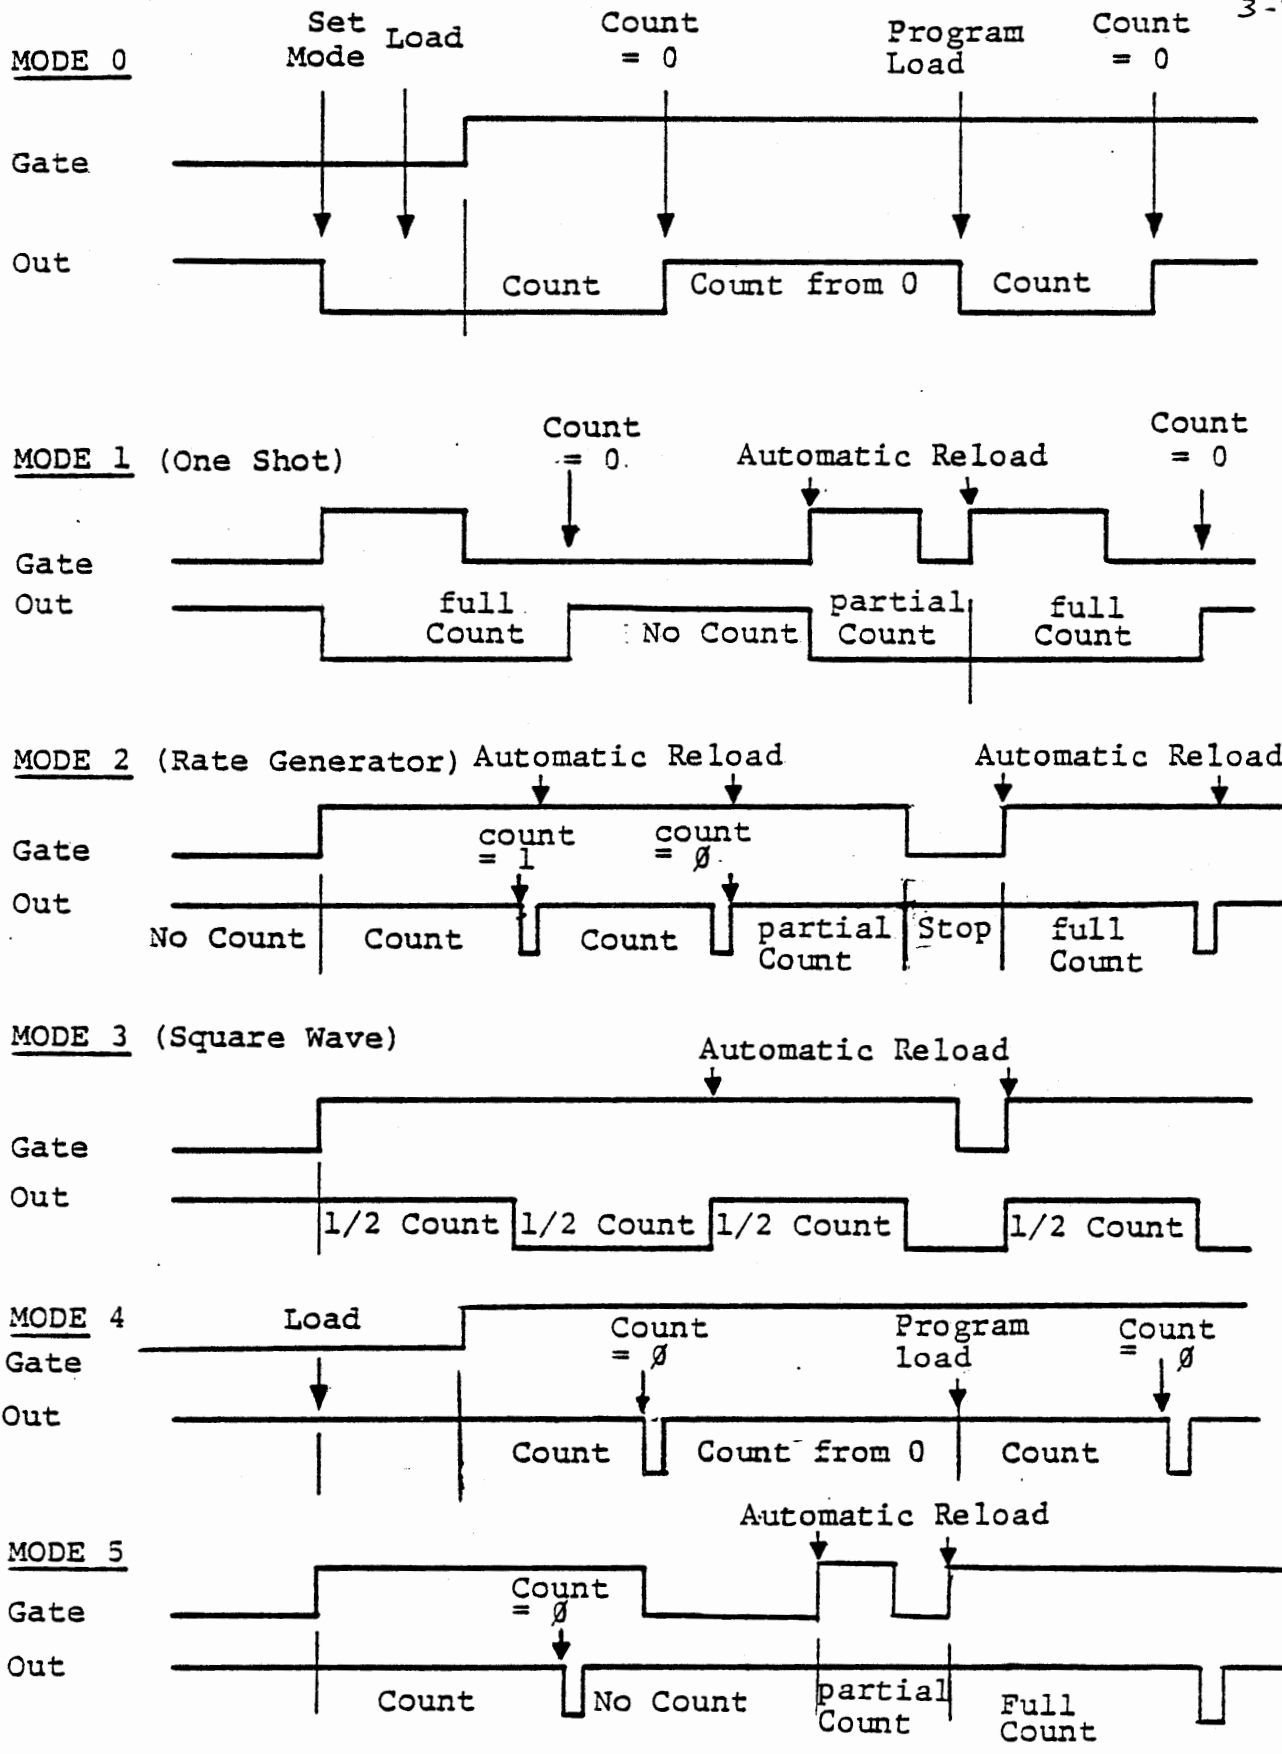 3-
Set Mode
Load
Count = 0
Program Load
Count = 0
MODE 0
Gate
Out
Count
Count from 0
Count
MODE 1 (One Shot)
Count = 0
Automatic Reload
Count = 0
Gate
Out
full Count
No Count
partial Count
full Count
MODE 2 (Rate Generator)
Automatic Reload
Automatic Reload
Gate
count = 1
count = Ø
Out
No Count
Count
Count
partial Count
Stop
full Count
MODE 3 (Square Wave)
Automatic Reload
Gate
Out
1/2 Count
1/2 Count
1/2 Count
1/2 Count
MODE 4
Load
Count = Ø
Program load
Count = Ø
Gate
Out
Count
Count from 0
Count
Automatic Reload
MODE 5
Count = Ø
Gate
Out
Count
No Count
partial Count
Full Count